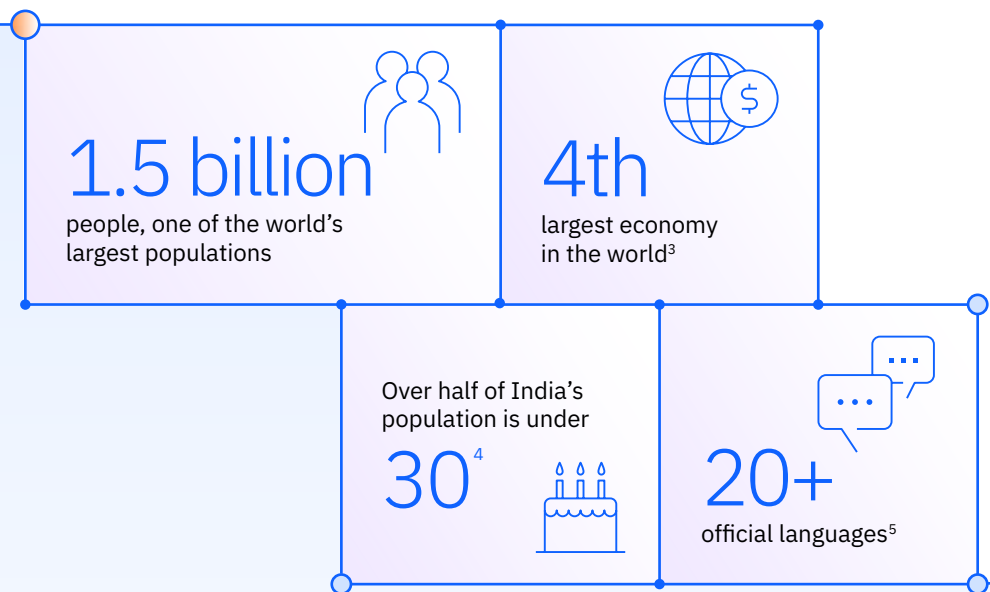 1.5 billion
people, one of the world’s
largest populations
4th
largest economy
in the world³
Over half of India’s
population is under
30⁴
20+
official languages⁵